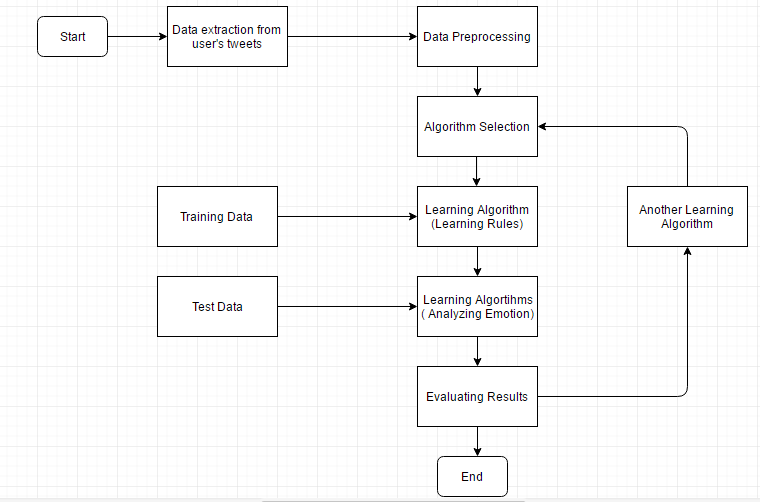 Start
Data extraction from
user's tweets
Data Preprocessing
Algorithm Selection
Training Data
Learning Algorithm
(Learning Rules)
Another Learning
Algorithm
Test Data
Learning Algortihms
( Analyzing Emotion)
Evaluating Results
End